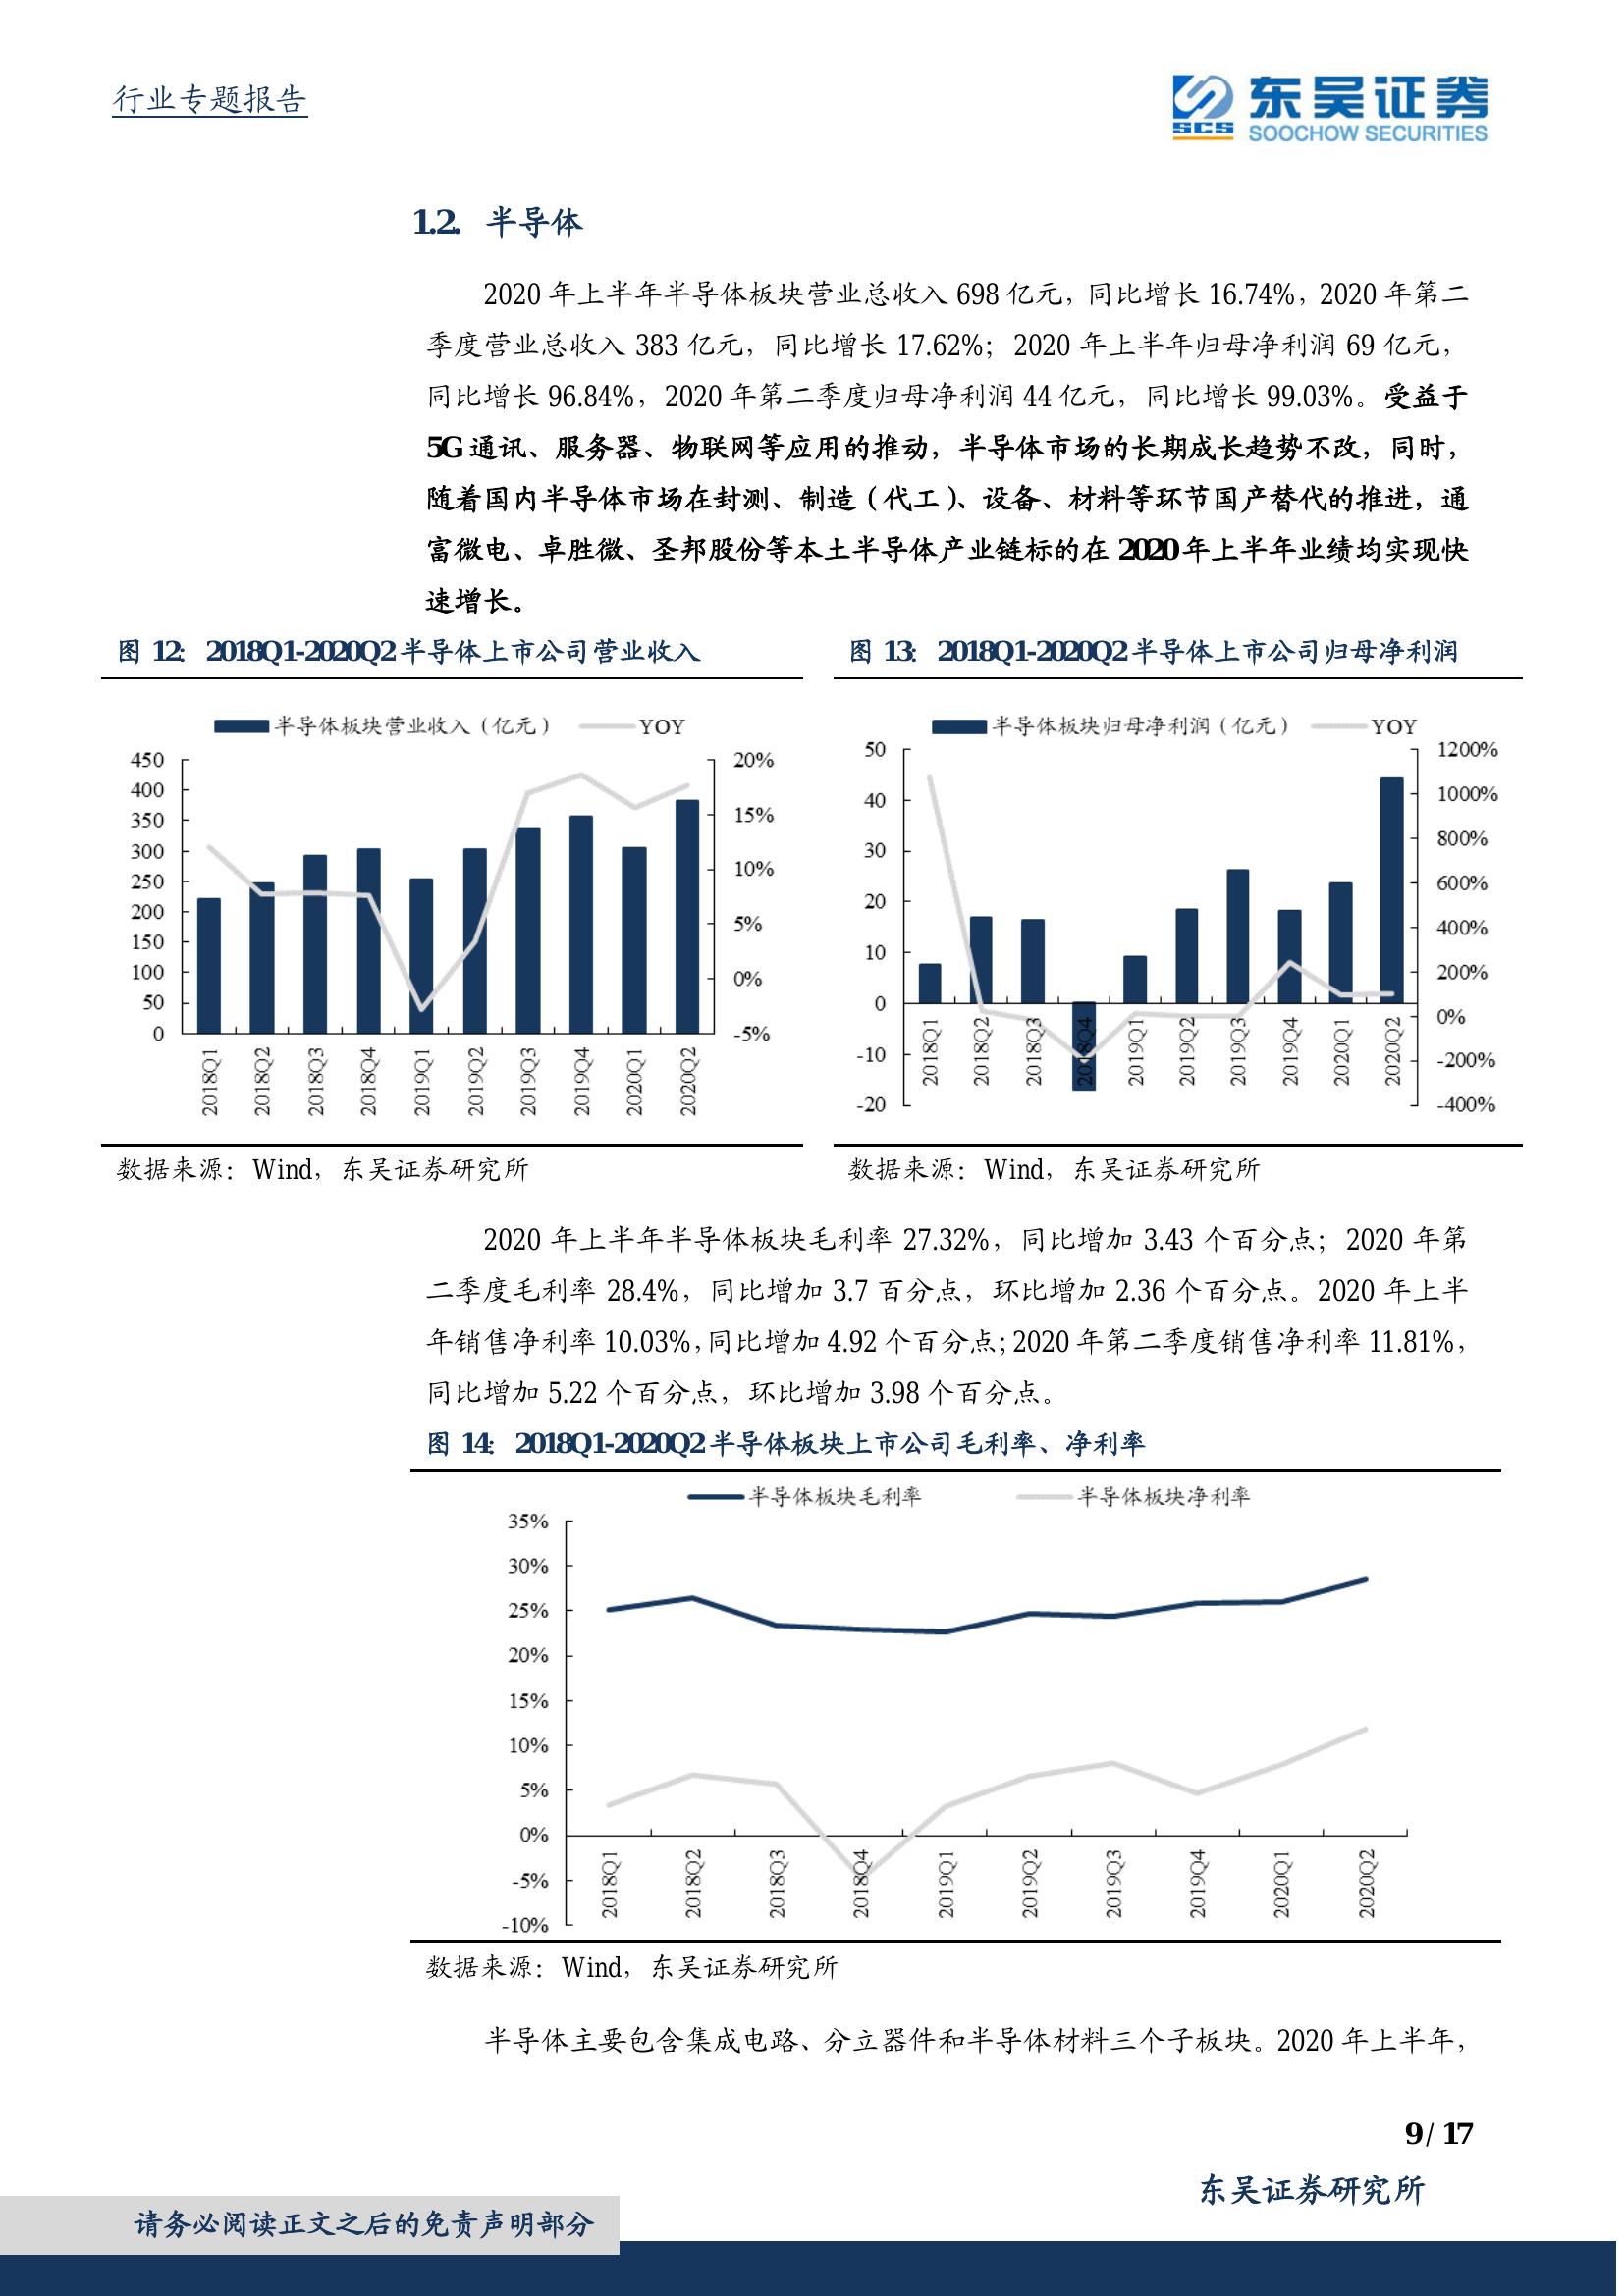 行业专题报告
东吴证券
SCS
SOOCHOW SECURITIES
1.2. 半导体
2020 年上半年半导体板块营业总收入 698 亿元，同比增长 16.74%，2020 年第二
季度营业总收入 383 亿元，同比增长 17.62%；2020 年上半年归母净利润 69 亿元，
同比增长 96.84%，2020 年第二季度归母净利润 44 亿元，同比增长 99.03%。受益于
5G 通讯、服务器、物联网等应用的推动，半导体市场的长期成长趋势不改，同时，
随着国内半导体市场在封测、制造（代工）、设备、材料等环节国产替代的推进，通
富微电、卓胜微、圣邦股份等本土半导体产业链标的在 2020 年上半年业绩均实现快
速增长。
图 12： 2018Q1-2020Q2 半导体上市公司营业收入
半导体板块营业收入（亿元） YOY
450
400
350
300
250
200
150
100
50
0
20%
15%
10%
5%
0%
-5%
2018Q1
2018Q2
2018Q3
2018Q4
2019Q1
2019Q2
2019Q3
2019Q4
2020Q1
2020Q2
数据来源：Wind，东吴证券研究所
图 13： 2018Q1-2020Q2 半导体上市公司归母净利润
半导体板块归母净利润（亿元） YOY
50
40
30
20
10
0
-10
-20
1200%
1000%
800%
600%
400%
200%
0%
-200%
-400%
2018Q1
2018Q2
2018Q3
2018Q4
2019Q1
2019Q2
2019Q3
2019Q4
2020Q1
2020Q2
数据来源：Wind，东吴证券研究所
2020 年上半年半导体板块毛利率 27.32%，同比增加 3.43 个百分点；2020 年第
二季度毛利率 28.4%，同比增加 3.7 百分点，环比增加 2.36 个百分点。2020 年上半
年销售净利率 10.03%，同比增加 4.92 个百分点；2020 年第二季度销售净利率 11.81%，
同比增加 5.22 个百分点，环比增加 3.98 个百分点。
图 14： 2018Q1-2020Q2 半导体板块上市公司毛利率、净利率
半导体板块毛利率 半导体板块净利率
35%
30%
25%
20%
15%
10%
5%
0%
-5%
-10%
2018Q1
2018Q2
2018Q3
2018Q4
2019Q1
2019Q2
2019Q3
2019Q4
2020Q1
2020Q2
数据来源：Wind，东吴证券研究所
半导体主要包含集成电路、分立器件和半导体材料三个子板块。2020 年上半年，
9 / 17
东吴证券研究所
请务必阅读正文之后的免责声明部分